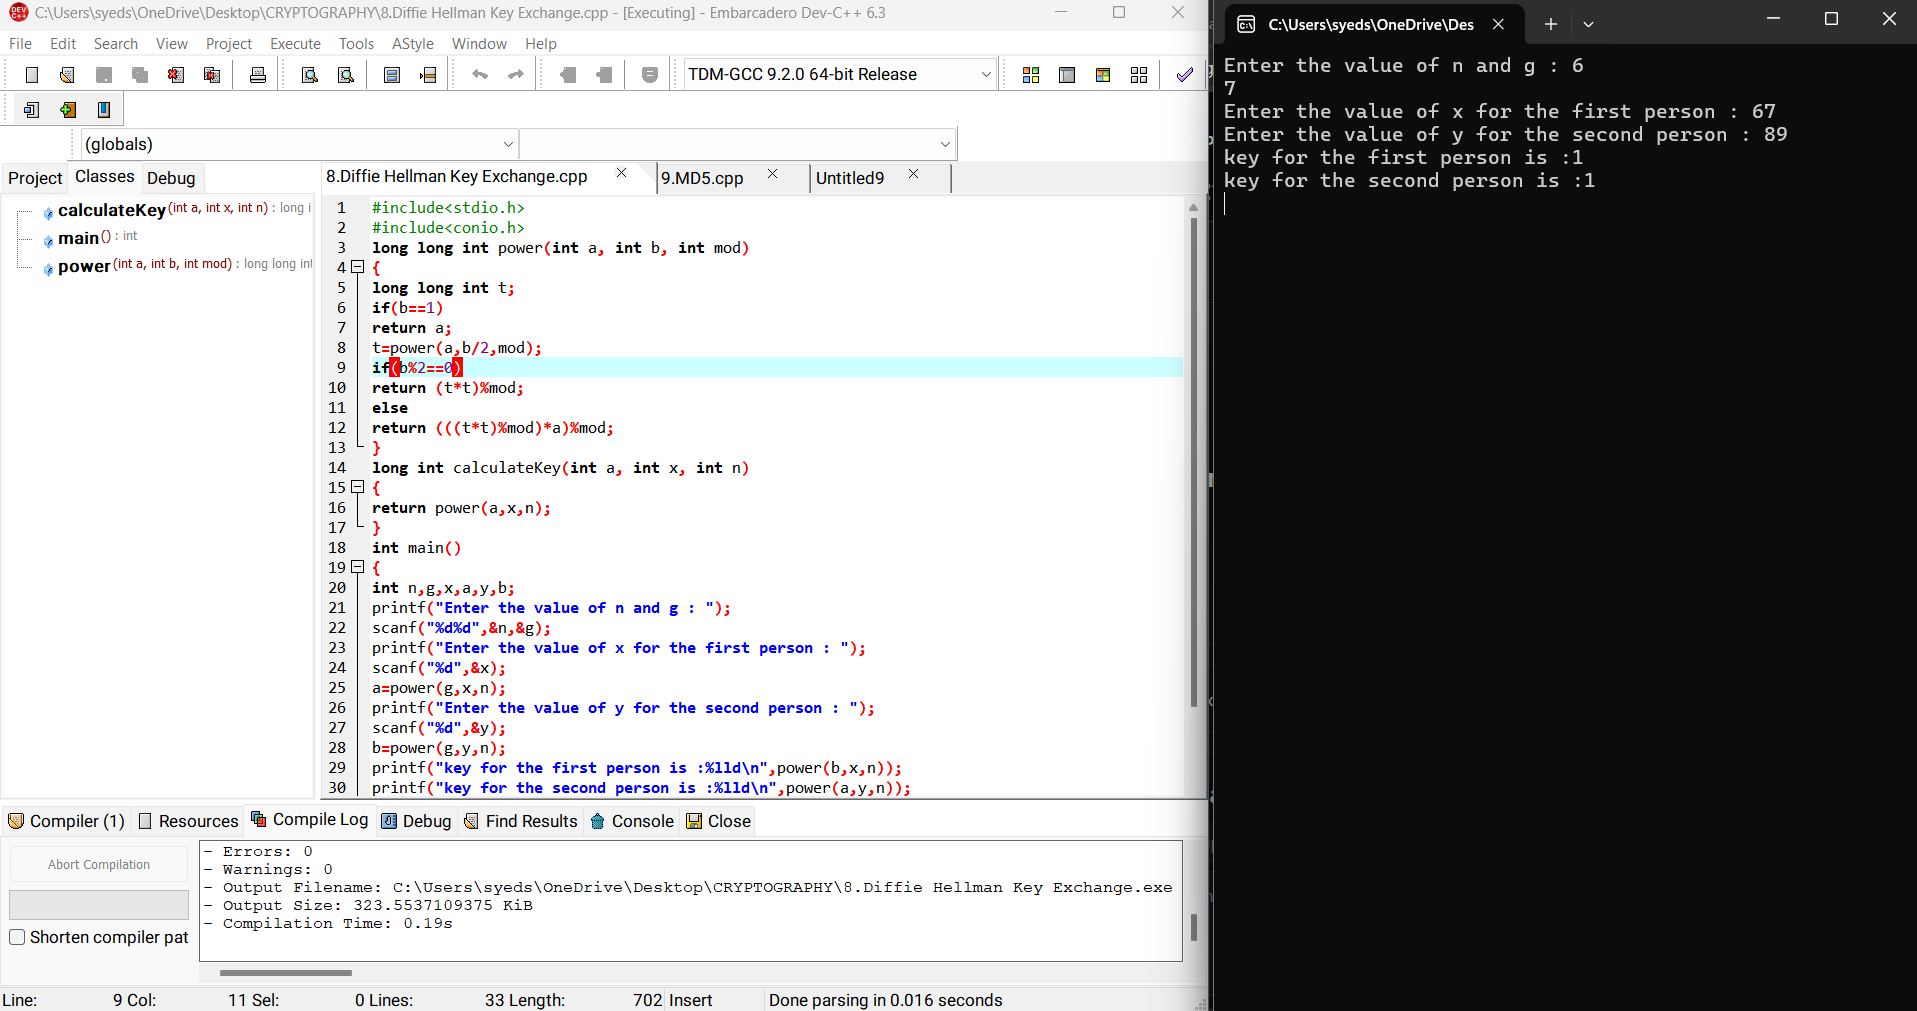 C:\Users\syeds\OneDrive\Desktop\CRYPTOGRAPHY\8.Diffie Hellman Key Exchange.cpp - [Executing] - Embarcadero Dev-C++ 6.3
File Edit Search View Project Execute Tools AStyle Window Help
TDM-GCC 9.2.0 64-bit Release
(globals)
Project Classes Debug
calculateKey (int a, int x, int n) : long i
main () : int
power (int a, int b, int mod) : long long int
8.Diffie Hellman Key Exchange.cpp 9.MD5.cpp Untitled9
1 #include<stdio.h>
2 #include<conio.h>
3 long long int power(int a, int b, int mod)
4 {
5 long long int t;
6 if(b==1)
7 return a;
8 t=power(a,b/2,mod);
9 if(b%2==0)
10 return (t*t)%mod;
11 else
12 return (((t*t)%mod)*a)%mod;
13 }
14 long int calculateKey(int a, int x, int n)
15 {
16 return power(a,x,n);
17 }
18 int main()
19 {
20 int n,g,x,a,y,b;
21 printf("Enter the value of n and g : ");
22 scanf("%d%d",&n,&g);
23 printf("Enter the value of x for the first person : ");
24 scanf("%d",&x);
25 a=power(g,x,n);
26 printf("Enter the value of y for the second person : ");
27 scanf("%d",&y);
28 b=power(g,y,n);
29 printf("key for the first person is :%lld\n",power(b,x,n));
30 printf("key for the second person is :%lld\n",power(a,y,n));
Compiler (1) Resources Compile Log Debug Find Results Console Close
Abort Compilation
Shorten compiler pat
- Errors: 0
- Warnings: 0
- Output Filename: C:\Users\syeds\OneDrive\Desktop\CRYPTOGRAPHY\8.Diffie Hellman Key Exchange.exe
- Output Size: 323.5537109375 KiB
- Compilation Time: 0.19s
Line: 9 Col: 11 Sel: 0 Lines: 33 Length: 702 Insert Done parsing in 0.016 seconds
C:\Users\syeds\OneDrive\Des
Enter the value of n and g : 6
7
Enter the value of x for the first person : 67
Enter the value of y for the second person : 89
key for the first person is :1
key for the second person is :1